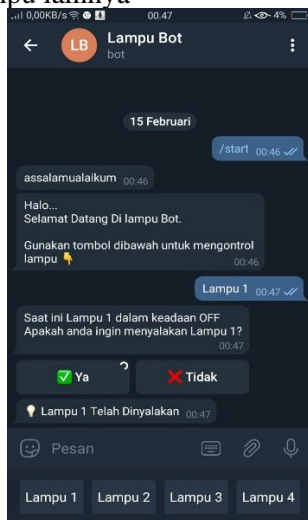 ..ıl 0,00KB/s 00.47 4%
LB
Lampu Bot
bot
15 Februari
/start 00:46
assalamualaikum 00:46
Halo...
Selamat Datang Di lampu Bot.
Gunakan tombol dibawah untuk mengontrol
lampu 👇 00:46
Lampu 1 00:47
Saat ini Lampu 1 dalam keadaan OFF
Apakah anda ingin menyalakan Lampu 1?
00:47
✅ Ya
❌ Tidak
💡 Lampu 1 Telah Dinyalakan 00:47
Pesan
Lampu 1 Lampu 2 Lampu 3 Lampu 4